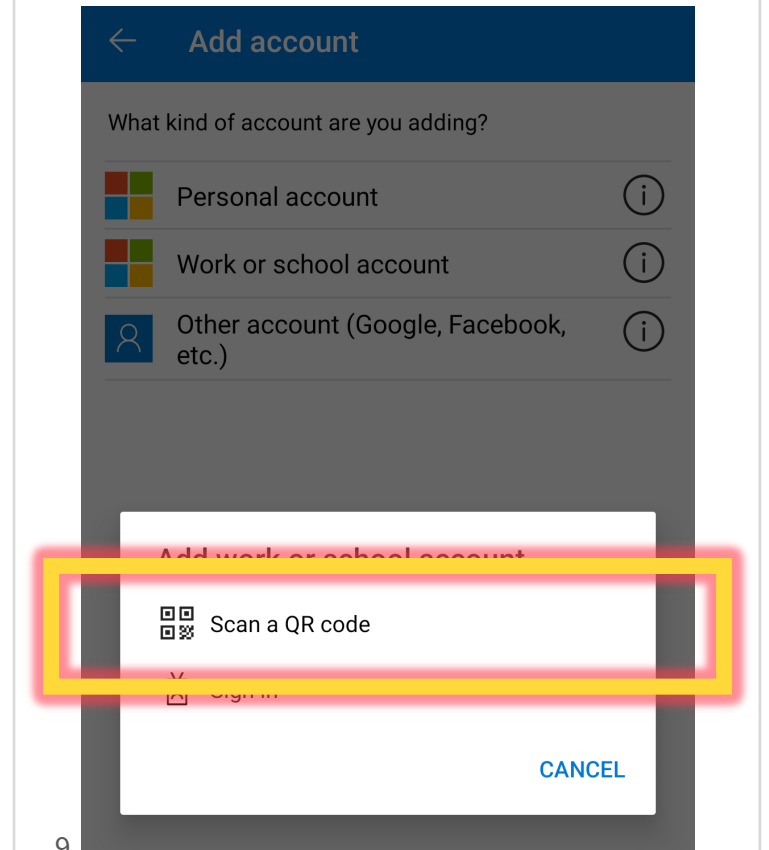 Add account
What kind of account are you adding?
Personal account
Work or school account
Other account (Google, Facebook,
etc.)
Add work or school account
Scan a QR code
Sign in
CANCEL
9